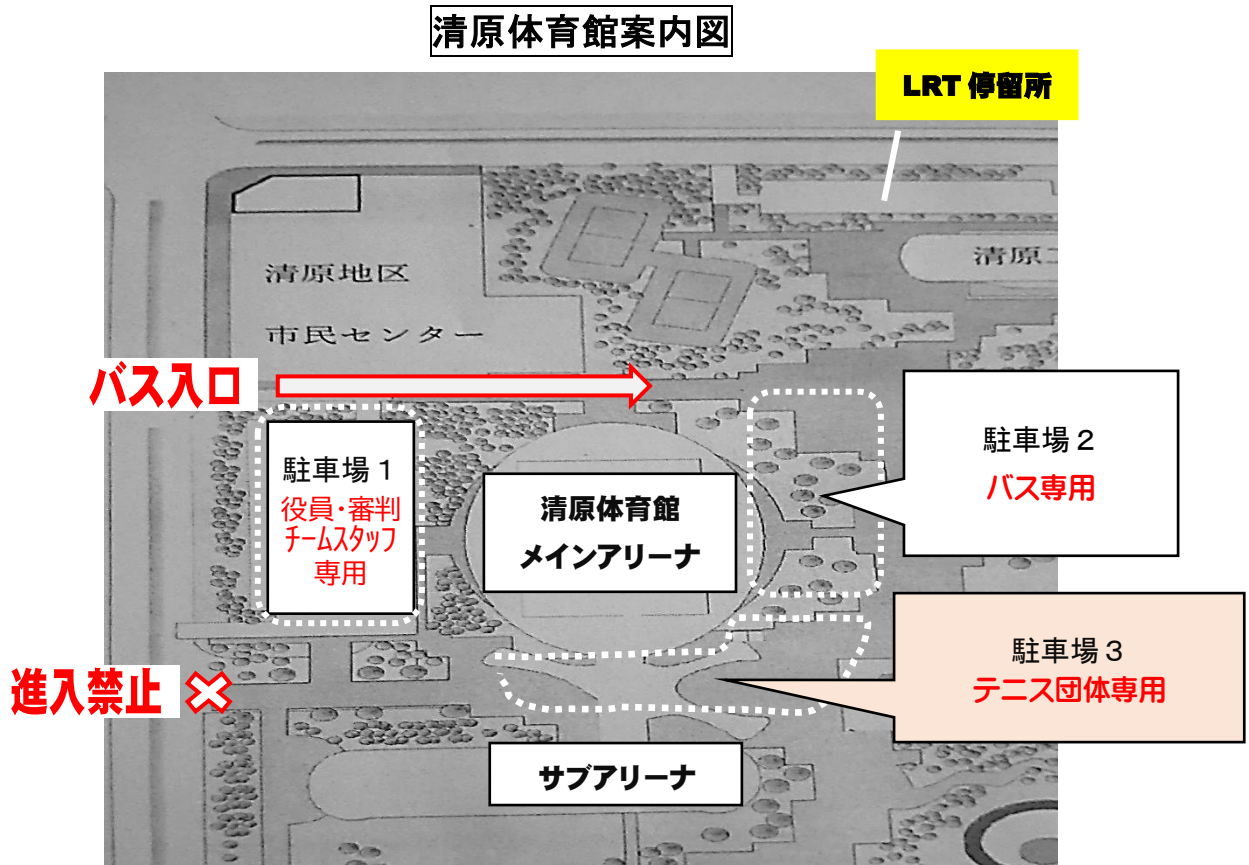 清原体育館案内図
LRT 停留所
清原地区
市民センター
清原
バス入口
駐車場１
役員・審判
チームスタッフ
専用
清原体育館
メインアリーナ
駐車場２
バス専用
駐車場３
テニス団体専用
進入禁止
サブアリーナ